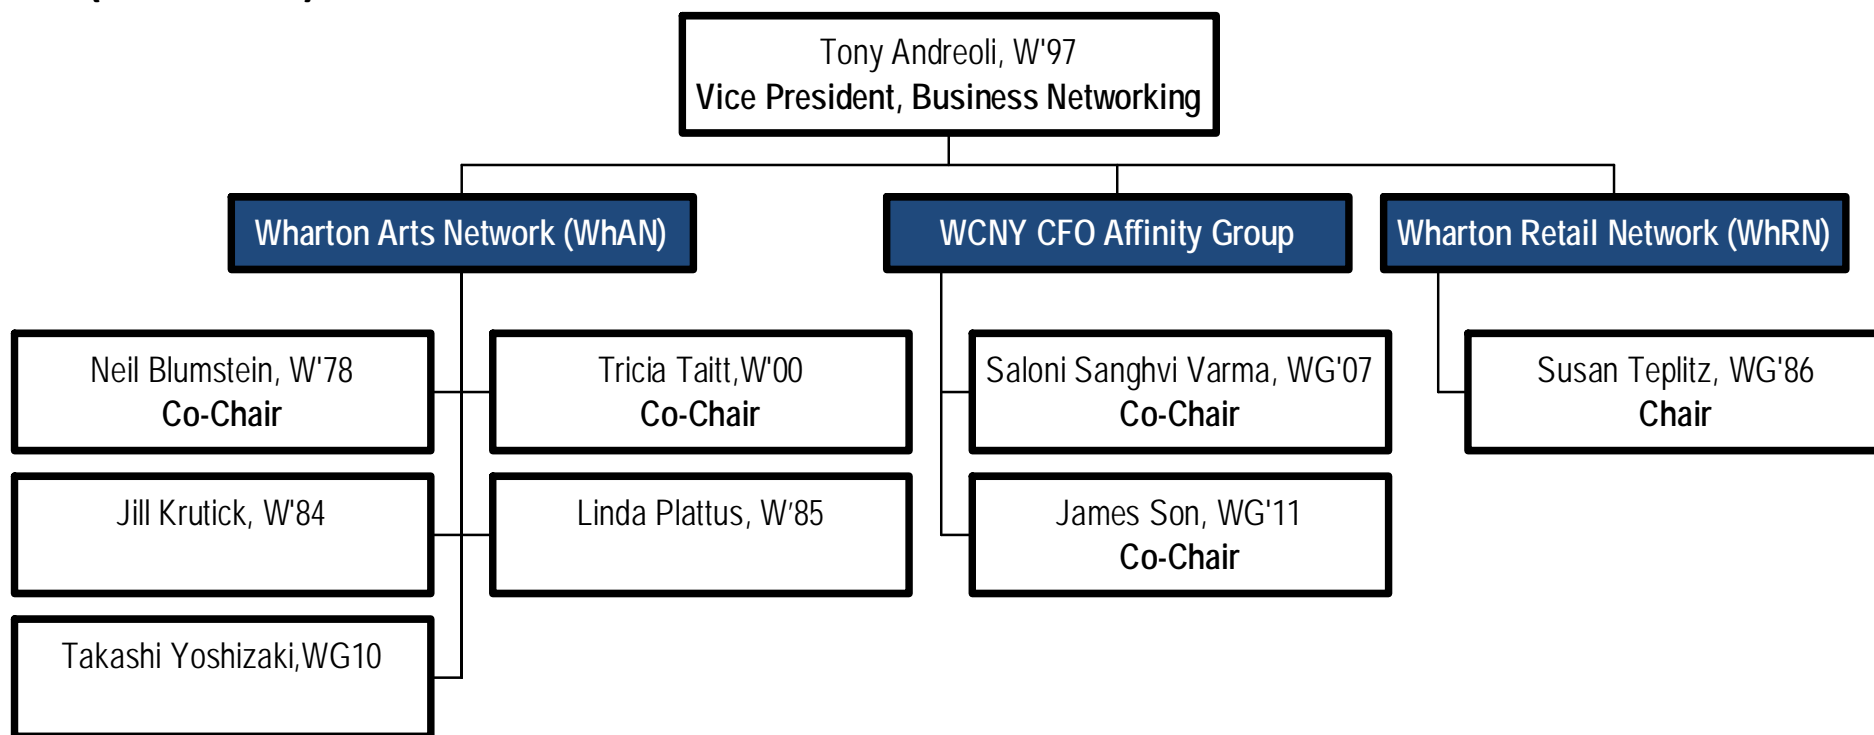 Tony Andreoli, W'97
Vice President, Business Networking
Wharton Arts Network (WhAN)
WCNY CFO Affinity Group
Wharton Retail Network (WhRN)
Neil Blumstein, W'78
Co-Chair
Tricia Taitt,W'00
Co-Chair
Saloni Sanghvi Varma, WG'07
Co-Chair
Susan Teplitz, WG'86
Chair
Jill Krutick, W'84
Linda Plattus, W’85
James Son, WG'11
Co-Chair
Takashi Yoshizaki,WG10